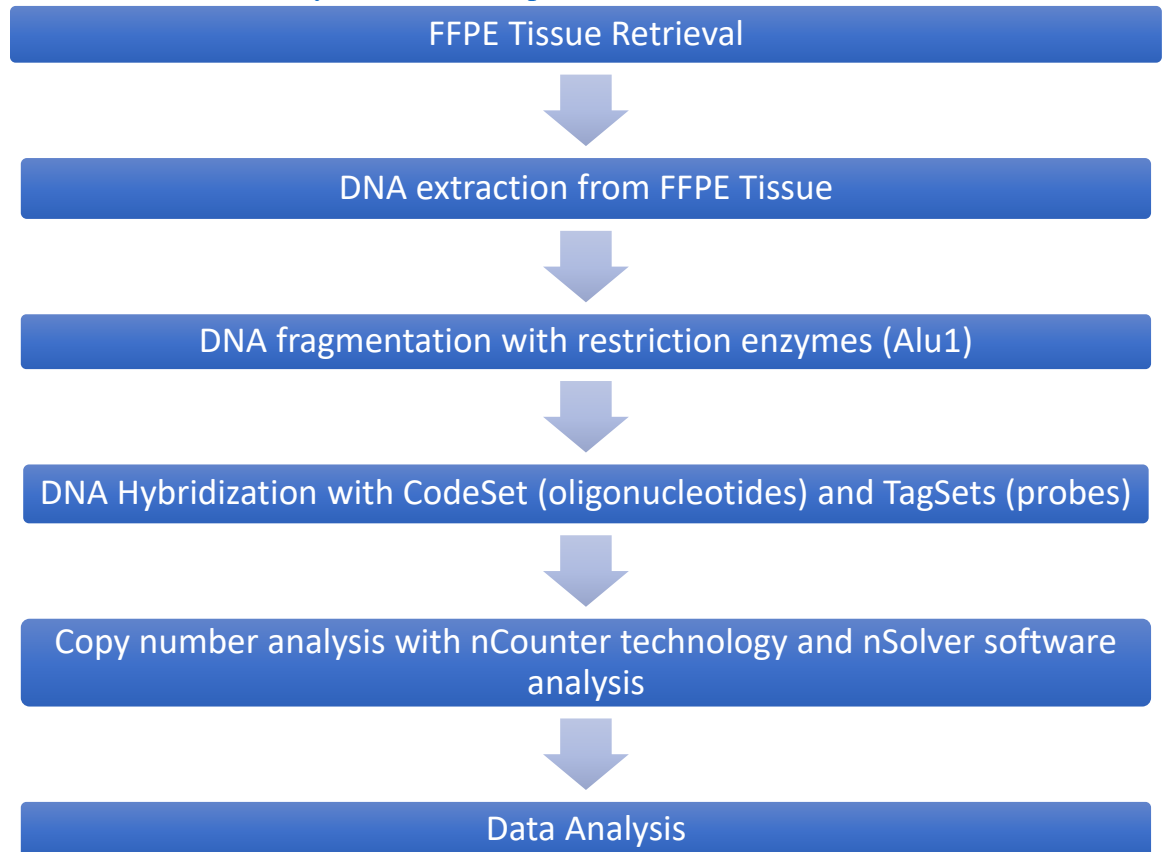 FFPE Tissue Retrieval
DNA extraction from FFPE Tissue
DNA fragmentation with restriction enzymes (Alu1)
DNA Hybridization with CodeSet (oligonucleotides) and TagSets (probes)
Copy number analysis with nCounter technology and nSolver software
analysis
Data Analysis